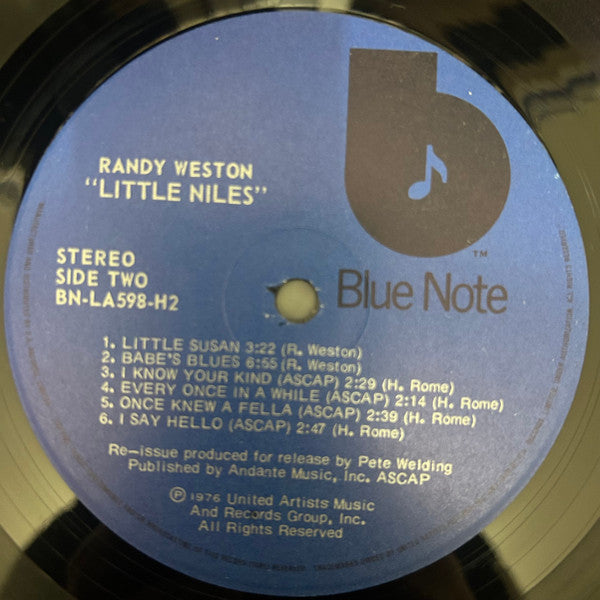 RANDY WESTON
"LITTLE NILES"
TM
Blue Note
STEREO
SIDE TWO
BN-LA598-H2
1. LITTLE SUSAN 3:22 (R. Weston)
2. BABE'S BLUES 6:55 (R. Weston)
3. I KNOW YOUR KIND (ASCAP) 2:29 (H. Rome)
4. EVERY ONCE IN A WHILE (ASCAP) 2:14 (H. Rome)
5. ONCE KNEW A FELLA (ASCAP) 2:39 (H. Rome)
6. I SAY HELLO (ASCAP) 2:47 (H. Rome)
Re-issue produced for release by Pete Welding
Published by Andante Music, Inc. ASCAP
℗ 1976 United Artists Music
And Records Group, Inc.
All Rights Reserved